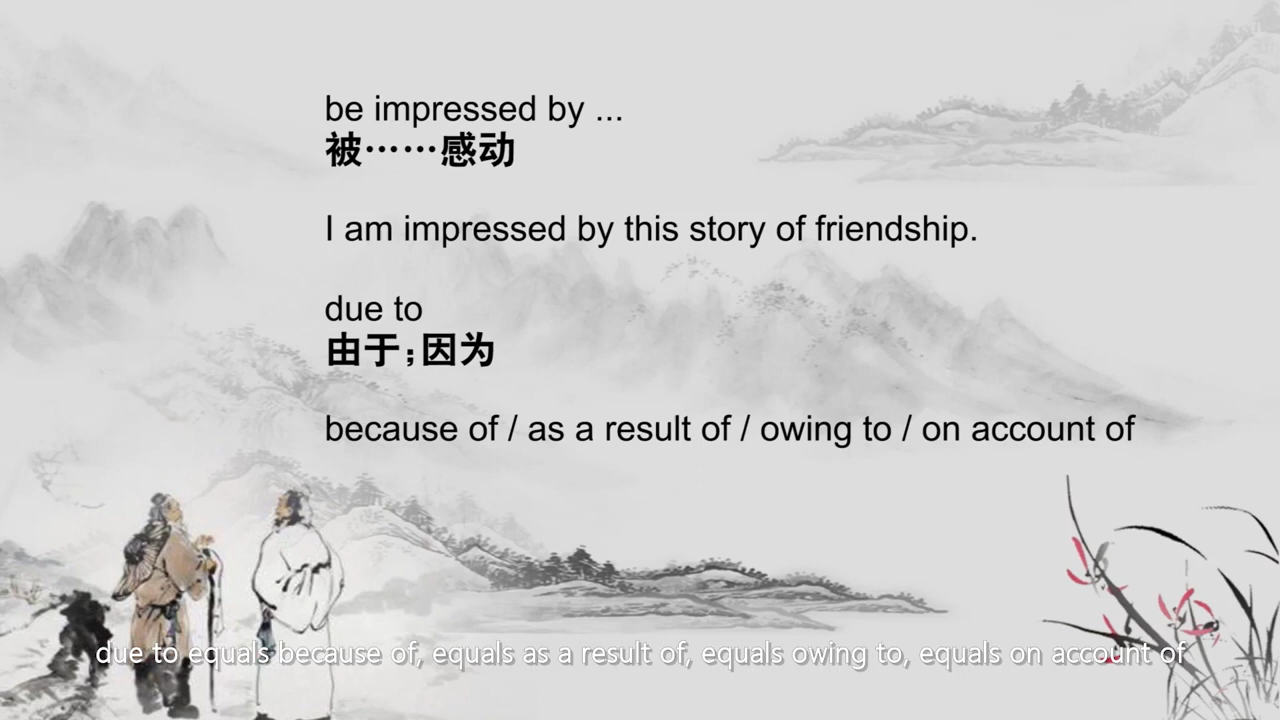 be impressed by ...
被……感动
I am impressed by this story of friendship.
due to
由于；因为
because of / as a result of / owing to / on account of
due to equals because of, equals as a result of, equals owing to, equals on account of